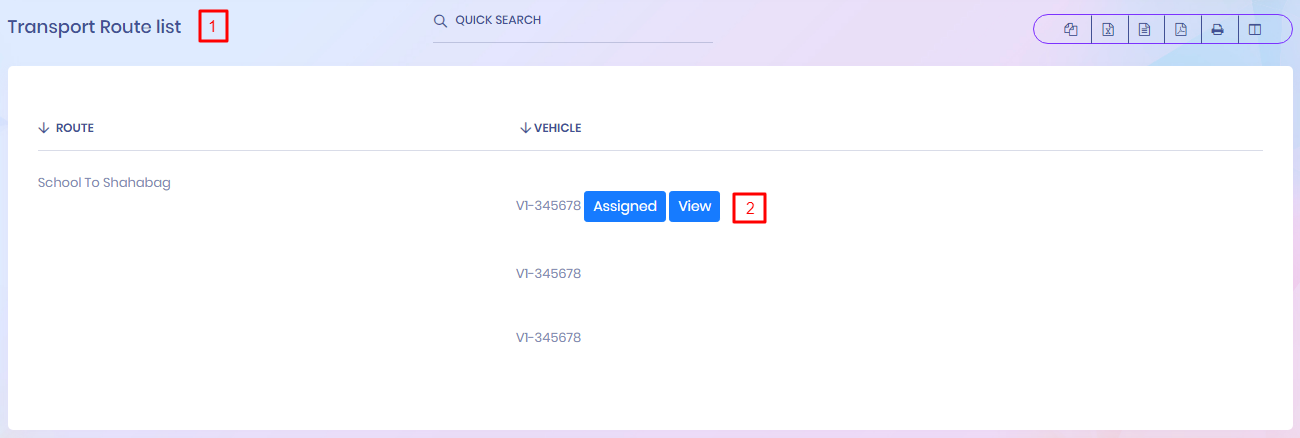 Transport Route list 1 QUICK SEARCH
ROUTE VEHICLE
School To Shahabag
V1-345678 Assigned View 2
V1-345678
V1-345678